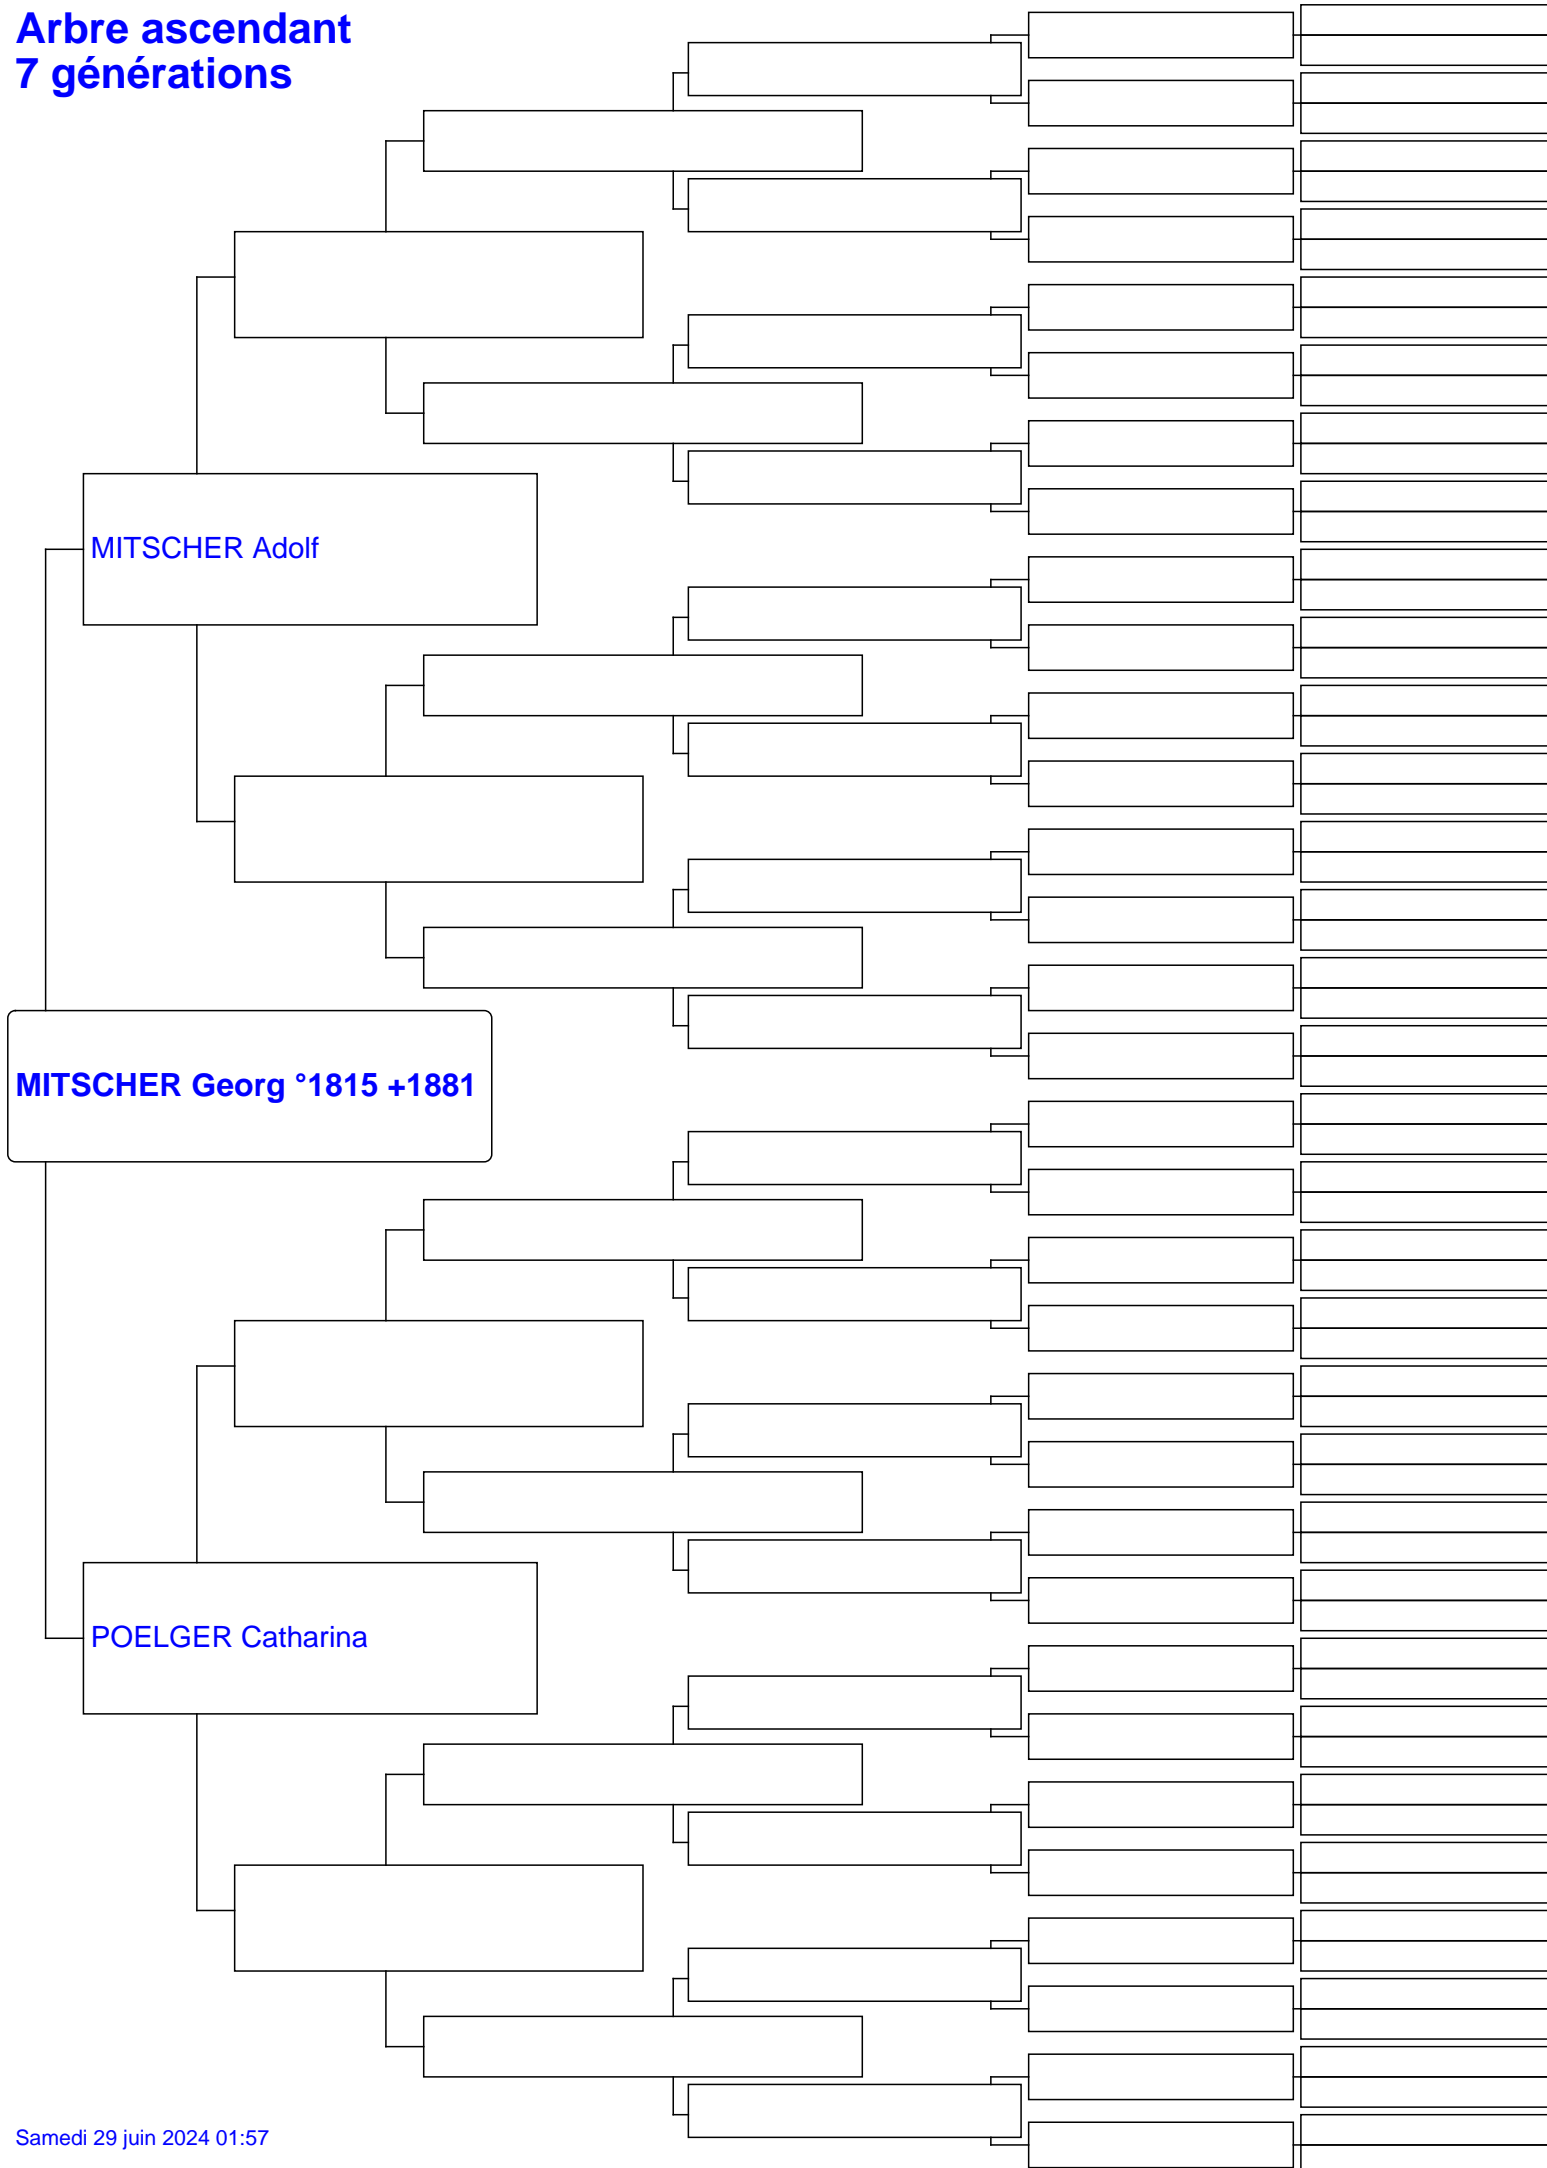 Arbre ascendant
7 générations
MITSCHER Adolf
MITSCHER Georg °1815 +1881
POELGER Catharina
Samedi 29 juin 2024 01:57